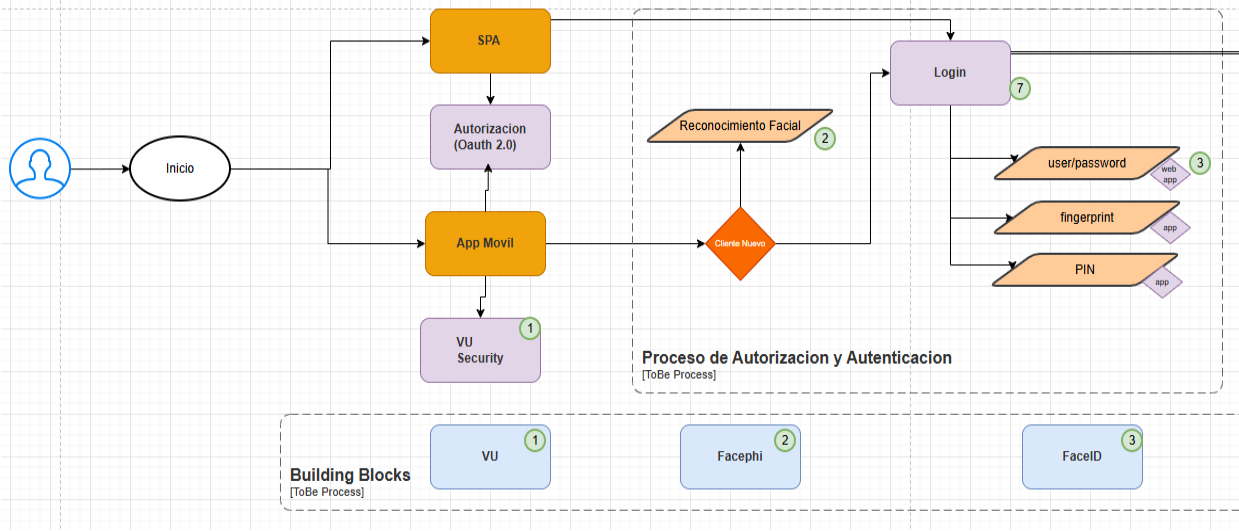 SPA
Login
7
Autorizacion
(Oauth 2.0)
Reconocimiento Facial
2
Inicio
user/password
3
web
app
fingerprint
app
App Movil
Cliente Nuevo
PIN
app
1
VU
Security
Proceso de Autorizacion y Autenticacion
[ToBe Process]
1
VU
2
Facephi
3
FaceID
Building Blocks
[ToBe Process]